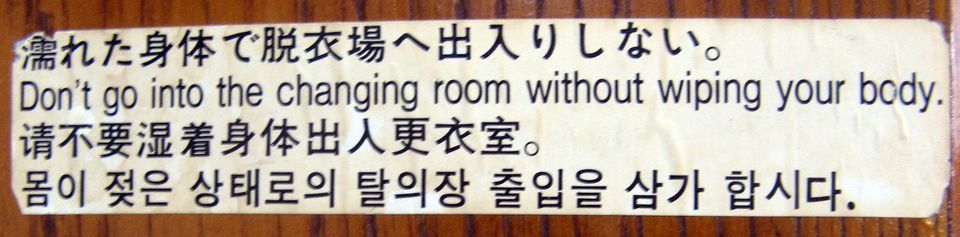 濡れた身体で脱衣場へ出入りしない。
Don't go into the changing room without wiping your body.
请不要湿着身体出人更衣室。
몸이 젖은 상태로의 탈의장 출입을 삼가 합시다.